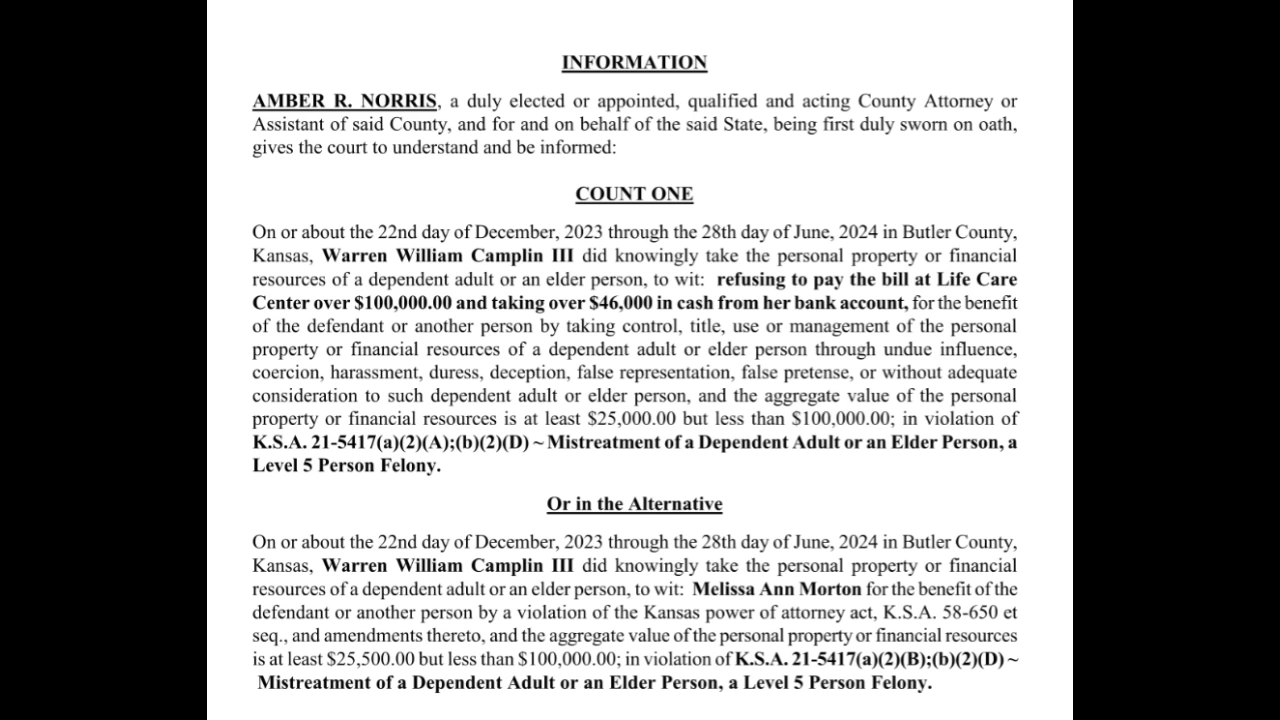 INFORMATION
AMBER R. NORRIS, a duly elected or appointed, qualified and acting County Attorney or
Assistant of said County, and for and on behalf of the said State, being first duly sworn on oath,
gives the court to understand and be informed:
COUNT ONE
On or about the 22nd day of December, 2023 through the 28th day of June, 2024 in Butler County,
Kansas, Warren William Camplin III did knowingly take the personal property or financial
resources of a dependent adult or an elder person, to wit: refusing to pay the bill at Life Care
Center over $100,000.00 and taking over $46,000 in cash from her bank account, for the benefit
of the defendant or another person by taking control, title, use or management of the personal
property or financial resources of a dependent adult or elder person through undue influence,
coercion, harassment, duress, deception, false representation, false pretense, or without adequate
consideration to such dependent adult or elder person, and the aggregate value of the personal
property or financial resources is at least $25,000.00 but less than $100,000.00; in violation of
K.S.A. 21-5417(a)(2)(A);(b)(2)(D) ~ Mistreatment of a Dependent Adult or an Elder Person, a
Level 5 Person Felony.
Or in the Alternative
On or about the 22nd day of December, 2023 through the 28th day of June, 2024 in Butler County,
Kansas, Warren William Camplin III did knowingly take the personal property or financial
resources of a dependent adult or an elder person, to wit: Melissa Ann Morton for the benefit of the
defendant or another person by a violation of the Kansas power of attorney act, K.S.A. 58-650 et
seq., and amendments thereto, and the aggregate value of the personal property or financial resources
is at least $25,500.00 but less than $100,000.00; in violation of K.S.A. 21-5417(a)(2)(B);(b)(2)(D) ~
Mistreatment of a Dependent Adult or an Elder Person, a Level 5 Person Felony.